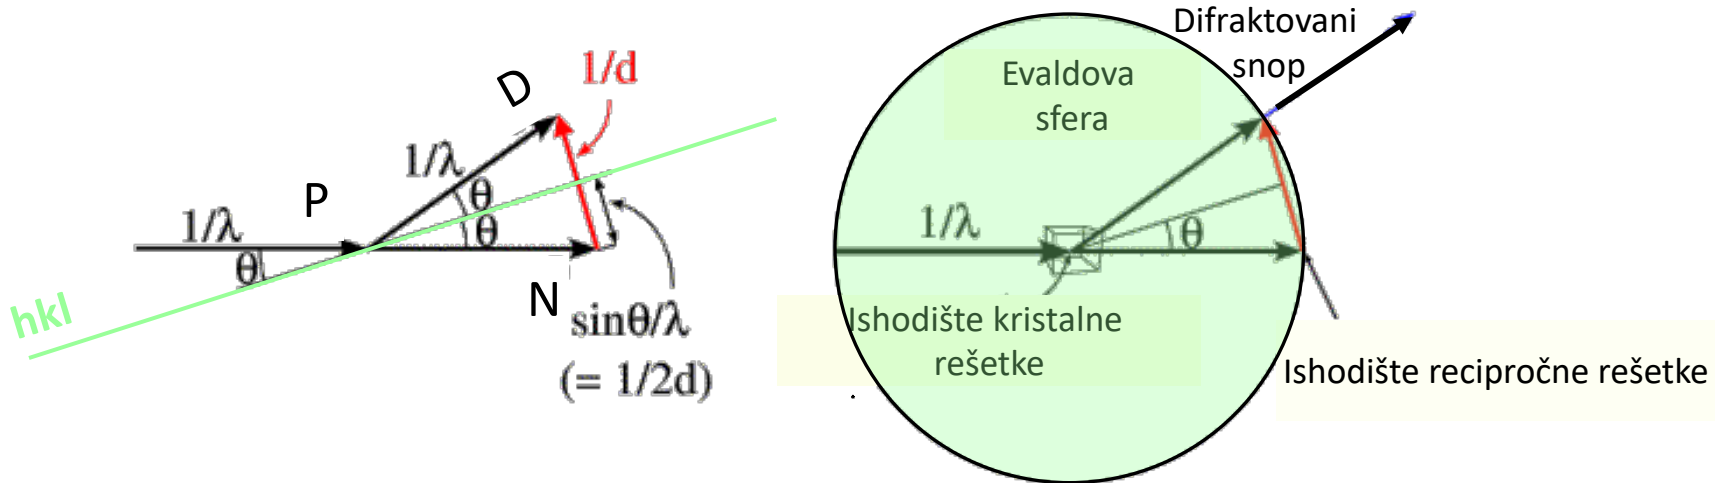 D
1/d
1/λ
θ
P
1/λ
θ
θ
N
hkl
sinθ/λ
(= 1/2d)
Difraktovani
snop
Evaldova
sfera
1/λ
θ
Ishodište kristalne
rešetke
Ishodište recipročne rešetke